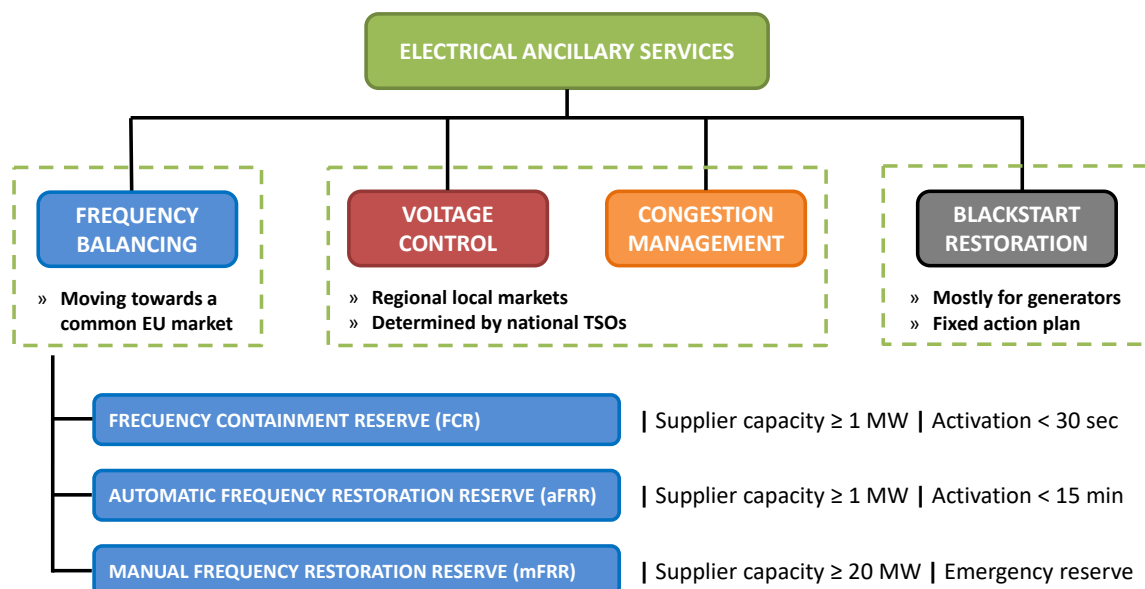 ELECTRICAL ANCILLARY SERVICES
FREQUENCY
BALANCING
» Moving towards a
common EU market
VOLTAGE
CONTROL
CONGESTION
MANAGEMENT
» Regional local markets
» Determined by national TSOs
BLACKSTART
RESTORATION
» Mostly for generators
» Fixed action plan
FRECUENCY CONTAINMENT RESERVE (FCR) | Supplier capacity ≥ 1 MW | Activation < 30 sec
AUTOMATIC FREQUENCY RESTORATION RESERVE (aFRR) | Supplier capacity ≥ 1 MW | Activation < 15 min
MANUAL FREQUENCY RESTORATION RESERVE (mFRR) | Supplier capacity ≥ 20 MW | Emergency reserve